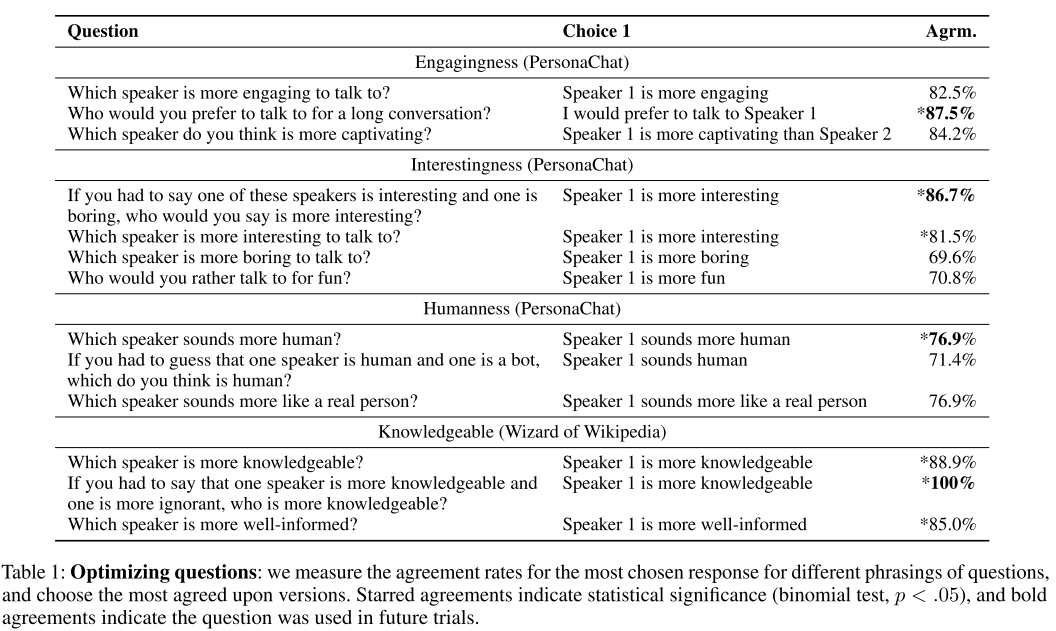 Question Choice 1 Agrm.
Engagingness (PersonaChat)
Which speaker is more engaging to talk to? Speaker 1 is more engaging 82.5%
Who would you prefer to talk to for a long conversation? I would prefer to talk to Speaker 1 *87.5%
Which speaker do you think is more captivating? Speaker 1 is more captivating than Speaker 2 84.2%
Interestingness (PersonaChat)
If you had to say one of these speakers is interesting and one is Speaker 1 is more interesting *86.7%
boring, who would you say is more interesting?
Which speaker is more interesting to talk to? Speaker 1 is more interesting *81.5%
Which speaker is more boring to talk to? Speaker 1 is more boring 69.6%
Who would you rather talk to for fun? Speaker 1 is more fun 70.8%
Humanness (PersonaChat)
Which speaker sounds more human? Speaker 1 sounds more human *76.9%
If you had to guess that one speaker is human and one is a bot, Speaker 1 sounds human 71.4%
which do you think is human?
Which speaker sounds more like a real person? Speaker 1 sounds more like a real person 76.9%
Knowledgeable (Wizard of Wikipedia)
Which speaker is more knowledgeable? Speaker 1 is more knowledgeable *88.9%
If you had to say that one speaker is more knowledgeable and Speaker 1 is more knowledgeable *100%
one is more ignorant, who is more knowledgeable?
Which speaker is more well-informed? Speaker 1 is more well-informed *85.0%
Table 1: Optimizing questions: we measure the agreement rates for the most chosen response for different phrasings of questions,
and choose the most agreed upon versions. Starred agreements indicate statistical significance (binomial test, p < .05), and bold
agreements indicate the question was used in future trials.